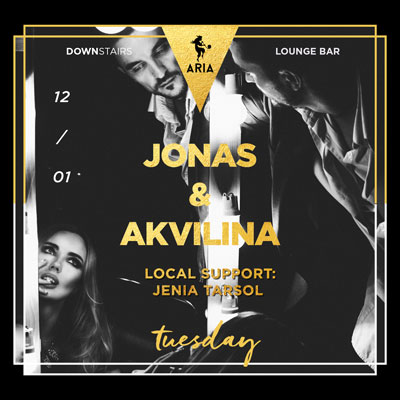 DOWNSTAIRS
LOUNGE BAR
ARIA
12
/
01
JONAS
&
AKVILINA
LOCAL SUPPORT:
JENIA TARSOL
tuesday